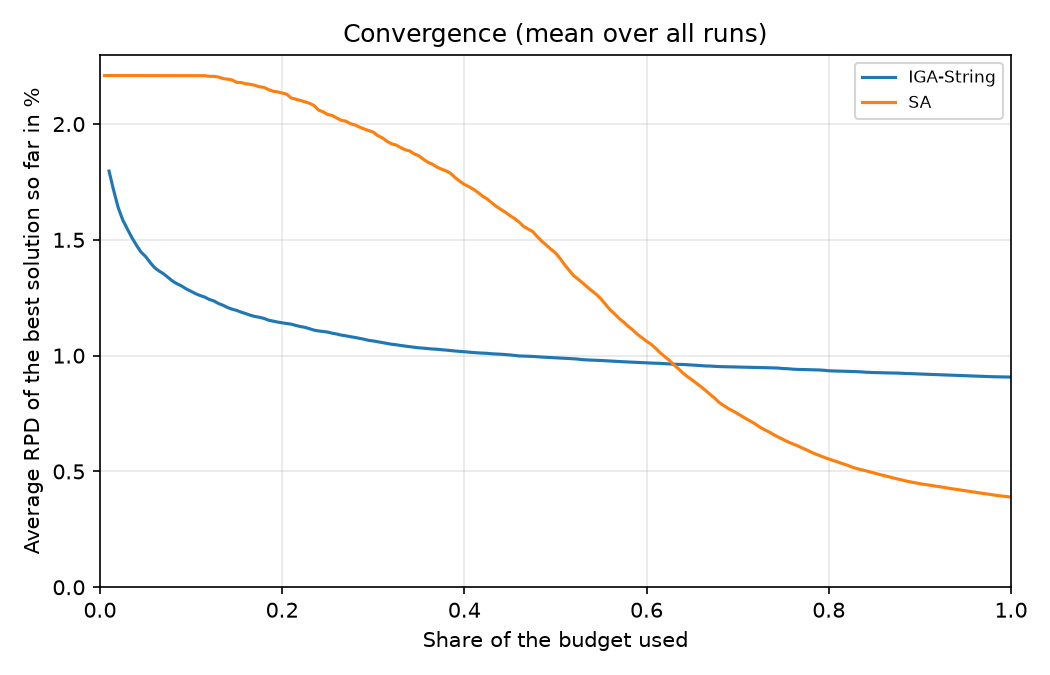 Convergence (mean over all runs)
IGA-String
SA
Average RPD of the best solution so far in %
2.0
1.5
1.0
0.5
0.0
0.0 0.2 0.4 0.6 0.8 1.0
Share of the budget used